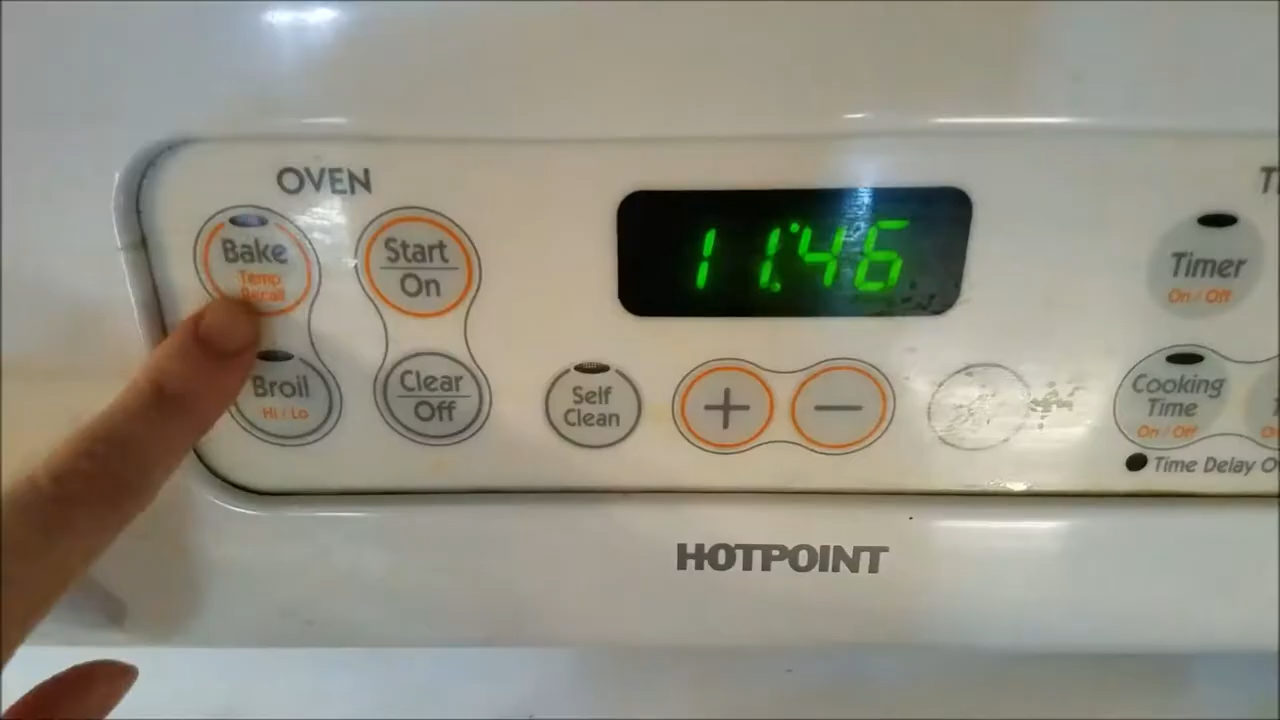 OVEN
Bake
Temp
Recall
Start
On
11:46
Timer
On / Off
Broil
Hi / Lo
Clear
Off
Self
Clean
+
−
Cooking
Time
On / Off
Time Delay
HOTPOINT